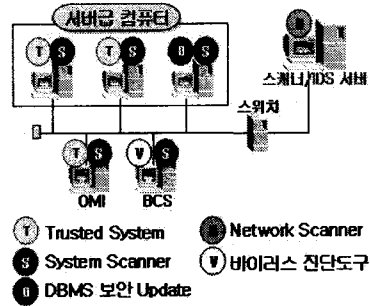 서버급 컴퓨터
T S T S D S
N
스캐너/IDS 서버
스위치
T S V S
OMI BCS
T Trusted System
N Network Scanner
S System Scanner
V 바이러스 진단도구
D DBMS 보안 Update